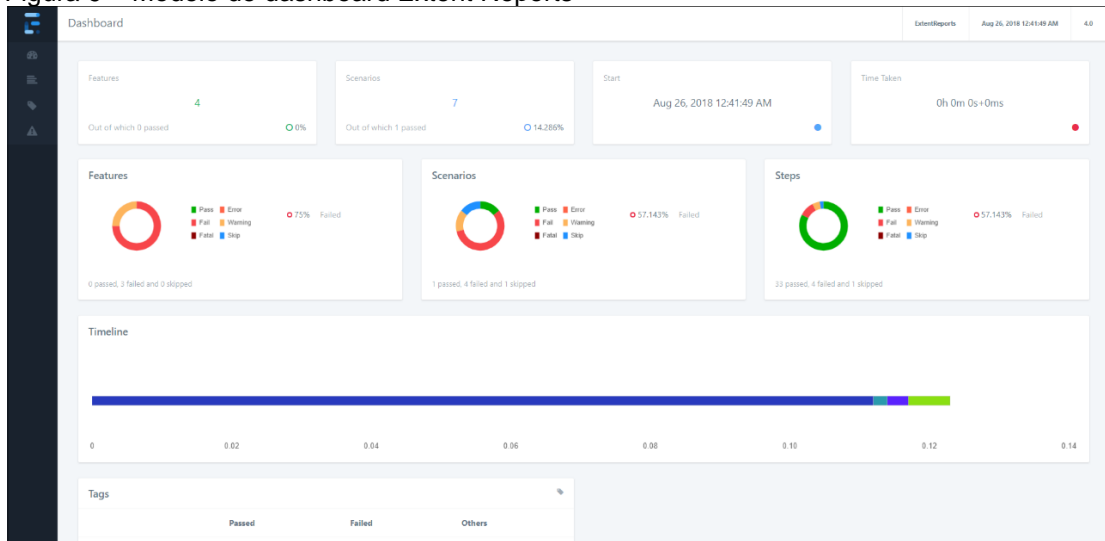 Figura 5 – Modelo do dashboard Extent Reports
Dashboard
ExtentReports
Aug 26, 2018 12:41:49 AM
4.0
Features
4
Out of which 0 passed
0%
Scenarios
7
Out of which 1 passed
14.286%
Start
Aug 26, 2018 12:41:49 AM
Time Taken
0h 0m 0s+0ms
Features
Pass Error
Fail Warning
Fatal Skip
75% Failed
0 passed, 3 failed and 0 skipped
Scenarios
Pass Error
Fail Warning
Fatal Skip
57.143% Failed
1 passed, 4 failed and 1 skipped
Steps
Pass Error
Fail Warning
Fatal Skip
57.143% Failed
33 passed, 4 failed and 1 skipped
Timeline
0 0.02 0.04 0.06 0.08 0.10 0.12 0.14
Tags
Passed Failed Others